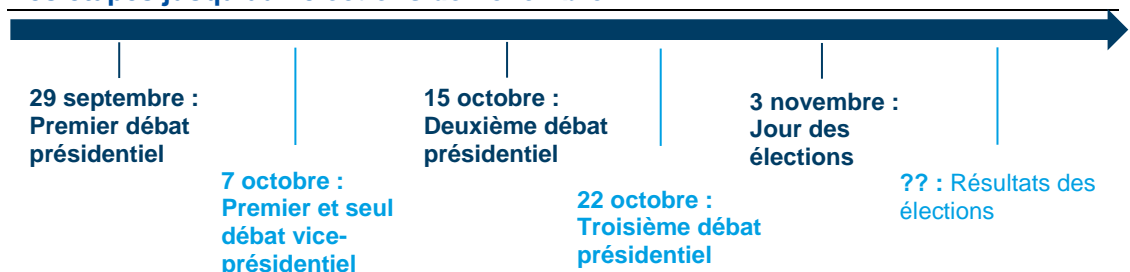 29 septembre :
Premier débat
présidentiel
7 octobre :
Premier et seul
débat vice-
présidentiel
15 octobre :
Deuxième débat
présidentiel
22 octobre :
Troisième débat
présidentiel
3 novembre :
Jour des
élections
?? : Résultats des
élections